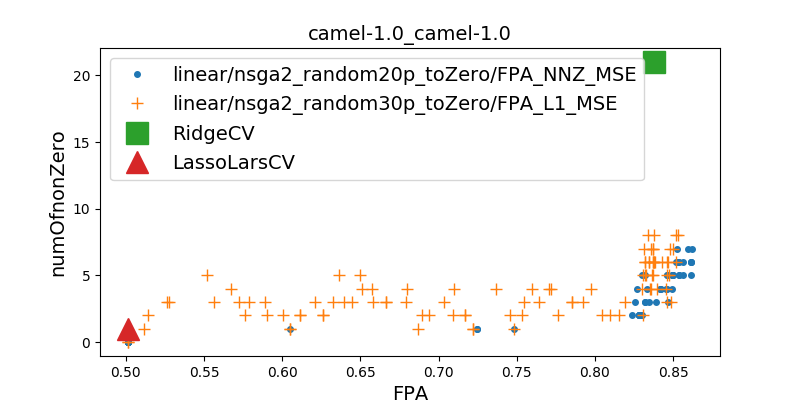 camel-1.0_camel-1.0
linear/nsga2_random20p_toZero/FPA_NNZ_MSE
linear/nsga2_random30p_toZero/FPA_L1_MSE
RidgeCV
LassoLarsCV
numOfnonZero
20
15
10
5
0
0.50 0.55 0.60 0.65 0.70 0.75 0.80 0.85
FPA